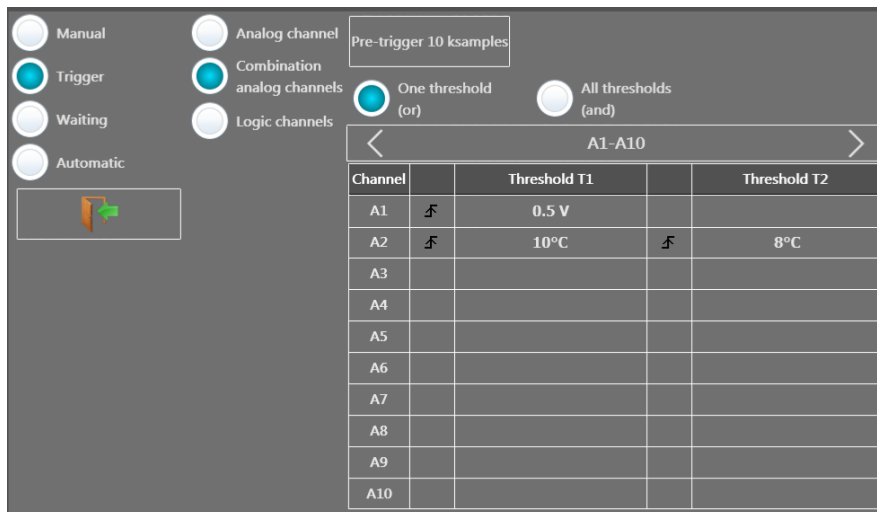 Manual
Trigger
Waiting
Automatic
Analog channel
Combination
analog channels
Logic channels
Pre-trigger 10 ksamples
One threshold
(or)
All thresholds
(and)
A1-A10
Channel Threshold T1 Threshold T2
A1 0.5 V
A2 10°C 8°C
A3
A4
A5
A6
A7
A8
A9
A10